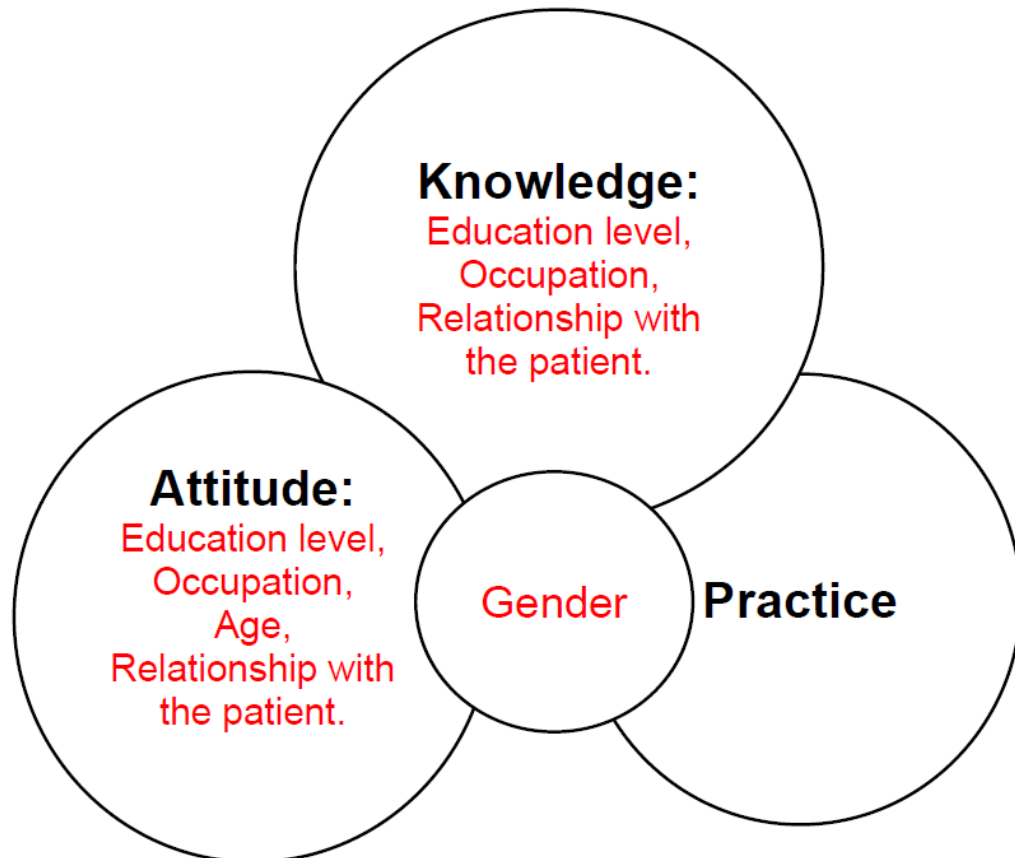 Knowledge:
Education level,
Occupation,
Relationship with
the patient.
Attitude:
Education level,
Occupation,
Age,
Relationship with
the patient.
Gender
Practice